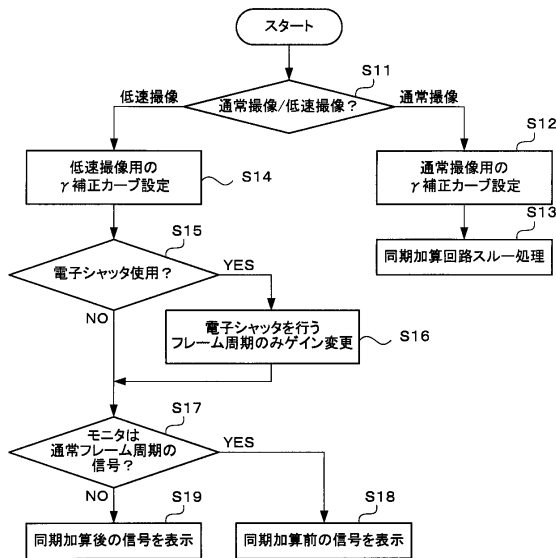 スタート
S11
低速撮像
通常撮像/低速撮像？
通常撮像
S12
低速撮像用の
γ補正カーブ設定
S14
通常撮像用の
γ補正カーブ設定
S13
同期加算回路スルー処理
S15
電子シャッタ使用？
YES
NO
電子シャッタを行う
フレーム周期のみゲイン変更
S16
S17
モニタは
通常フレーム周期の
信号？
YES
NO
S19
S18
同期加算後の信号を表示
同期加算前の信号を表示